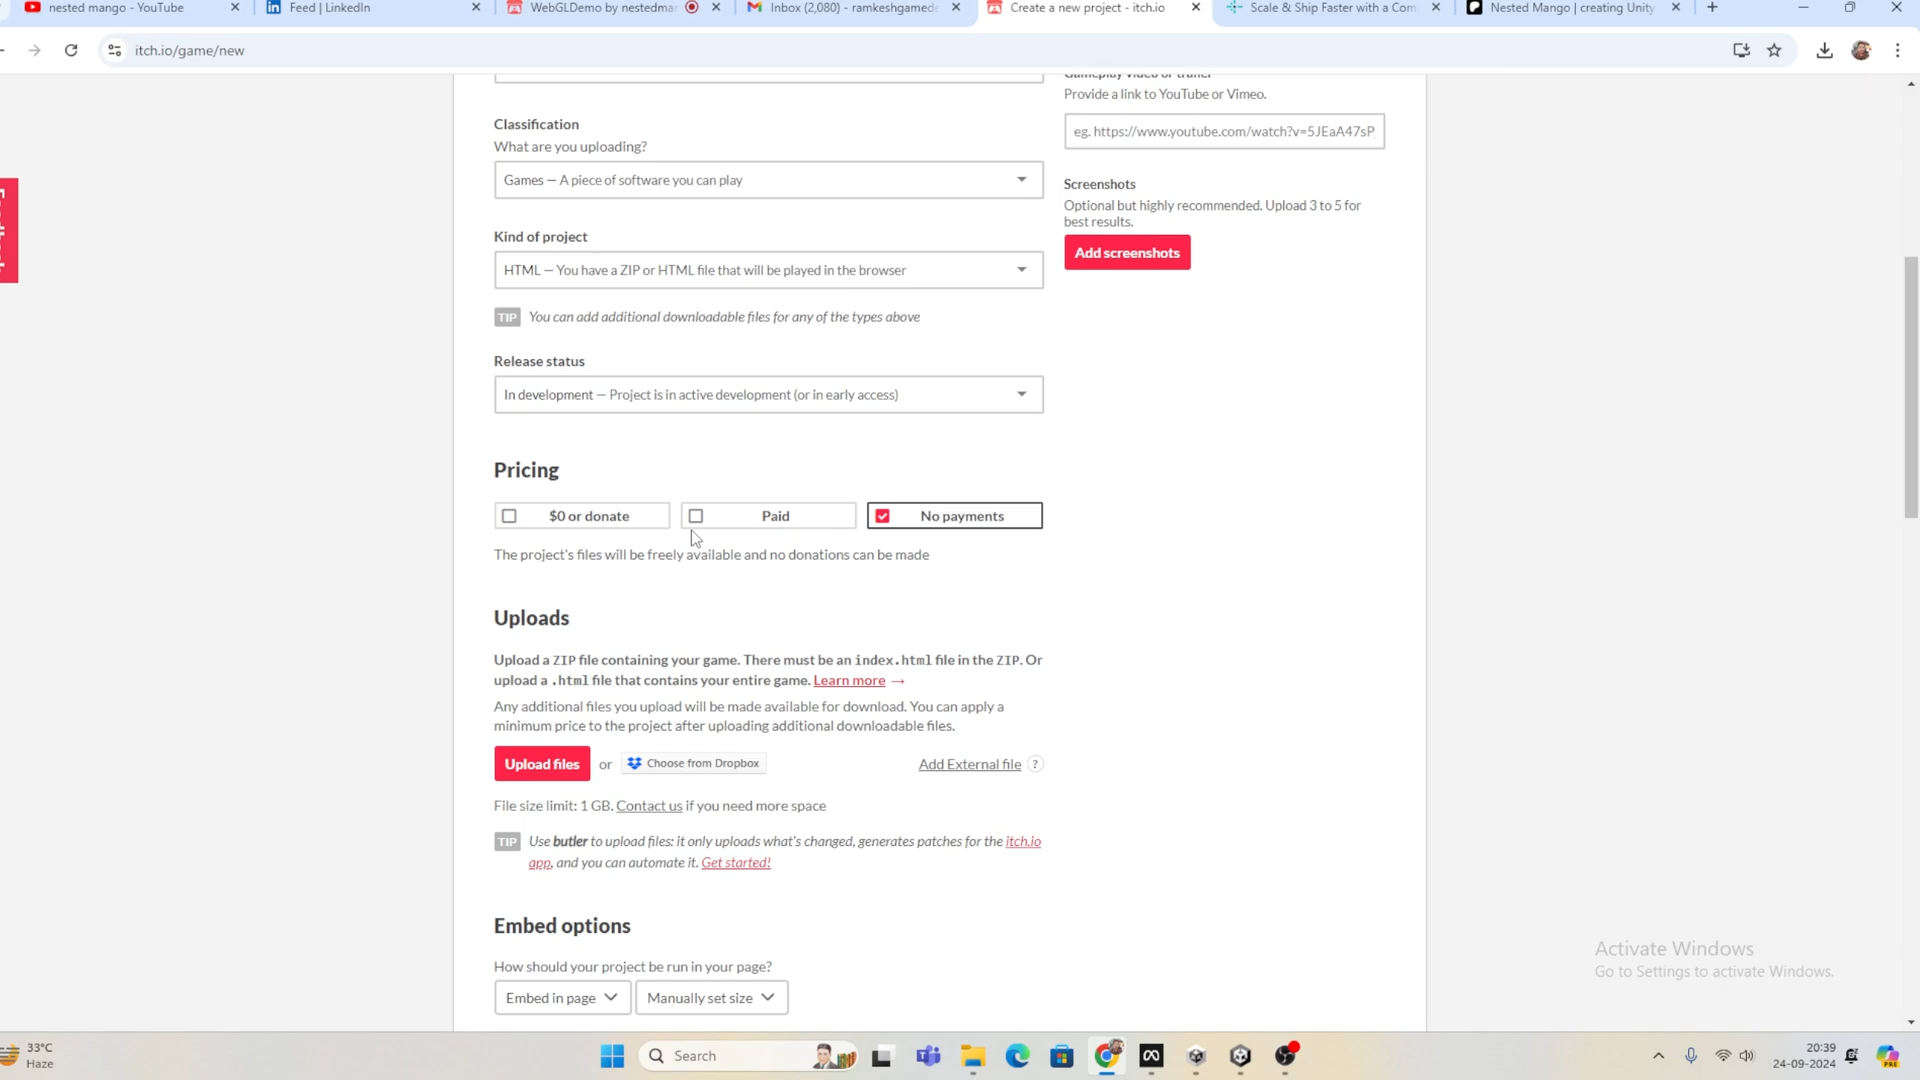 nested mango - YouTube
Feed | LinkedIn
WebGLDemo by nestedmar
Inbox (2,080) - ramkeshgamede
Create a new project - itch.io
Scale & Ship Faster with a Com
Nested Mango | creating Unity
itch.io/game/new
Provide a link to YouTube or Vimeo.
Classification
What are you uploading?
eg. https://www.youtube.com/watch?v=5JEaA47sP
Games — A piece of software you can play
Screenshots
Optional but highly recommended. Upload 3 to 5 for
best results.
Kind of project
Add screenshots
HTML — You have a ZIP or HTML file that will be played in the browser
TIP You can add additional downloadable files for any of the types above
Release status
In development — Project is in active development (or in early access)
Pricing
$0 or donate
Paid
No payments
The project's files will be freely available and no donations can be made
Uploads
Upload a ZIP file containing your game. There must be an index.html file in the ZIP. Or
upload a .html file that contains your entire game. Learn more →
Any additional files you upload will be made available for download. You can apply a
minimum price to the project after uploading additional downloadable files.
Upload files or Choose from Dropbox Add External file ?
File size limit: 1 GB. Contact us if you need more space
TIP Use butler to upload files: it only uploads what's changed, generates patches for the itch.io
app, and you can automate it. Get started!
Embed options
How should your project be run in your page?
Embed in page
Manually set size
Activate Windows
Go to Settings to activate Windows.
33°C
Haze
Search
20:39
24-09-2024
PRE